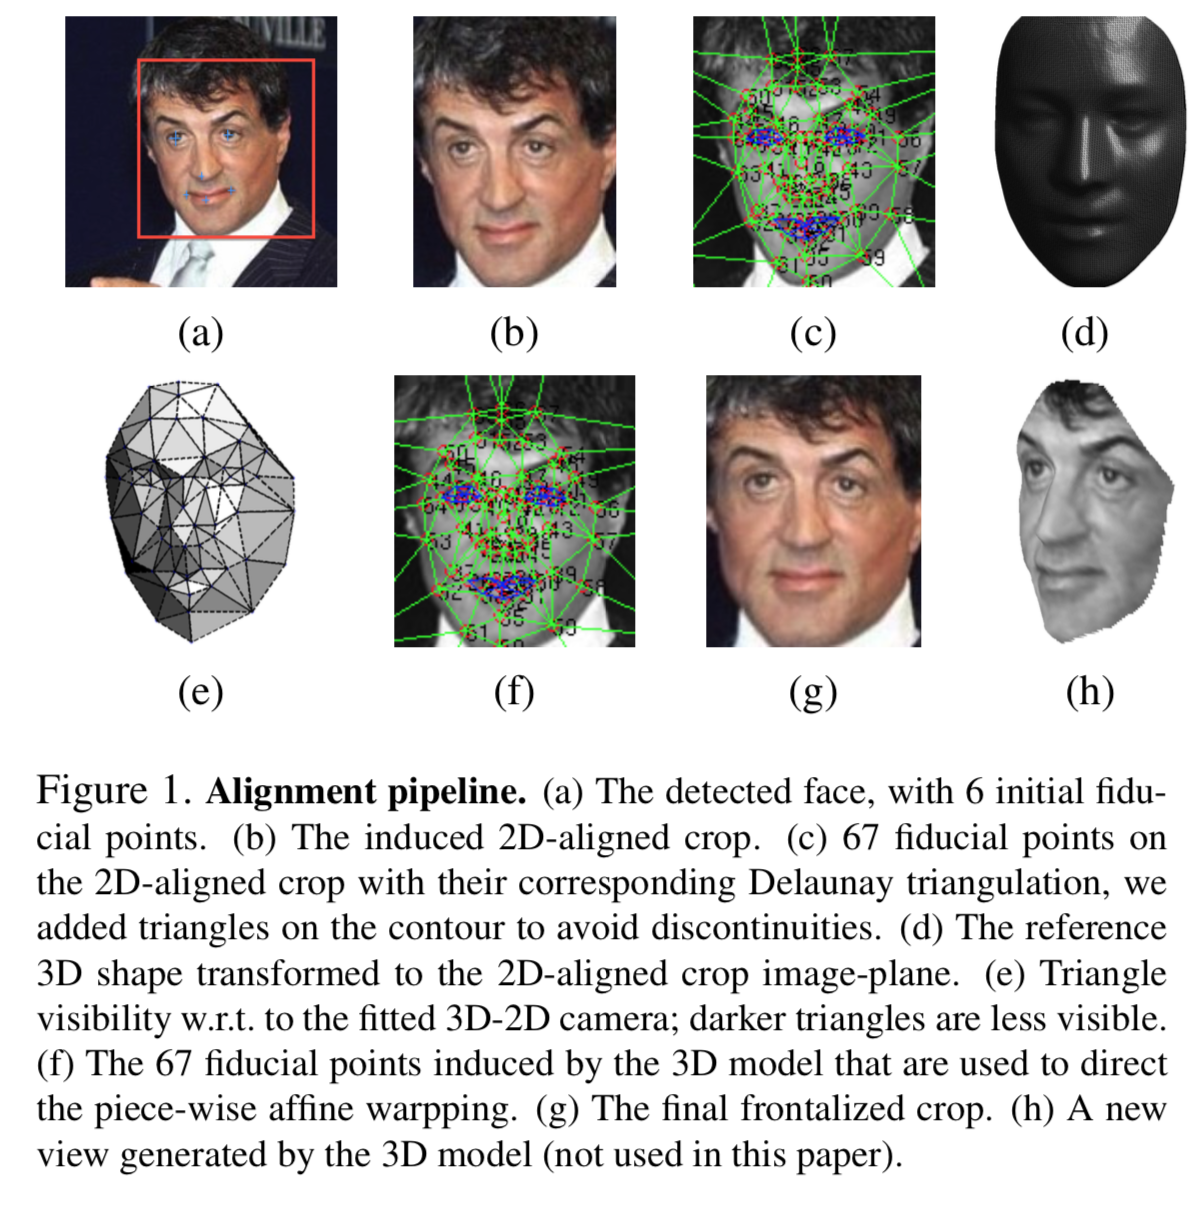 VILLE
(a)
(b)
(c)
(d)
(e)
(f)
(g)
(h)
Figure 1. Alignment pipeline. (a) The detected face, with 6 initial fidu-
cial points. (b) The induced 2D-aligned crop. (c) 67 fiducial points on
the 2D-aligned crop with their corresponding Delaunay triangulation, we
added triangles on the contour to avoid discontinuities. (d) The reference
3D shape transformed to the 2D-aligned crop image-plane. (e) Triangle
visibility w.r.t. to the fitted 3D-2D camera; darker triangles are less visible.
(f) The 67 fiducial points induced by the 3D model that are used to direct
the piece-wise affine warpping. (g) The final frontalized crop. (h) A new
view generated by the 3D model (not used in this paper).